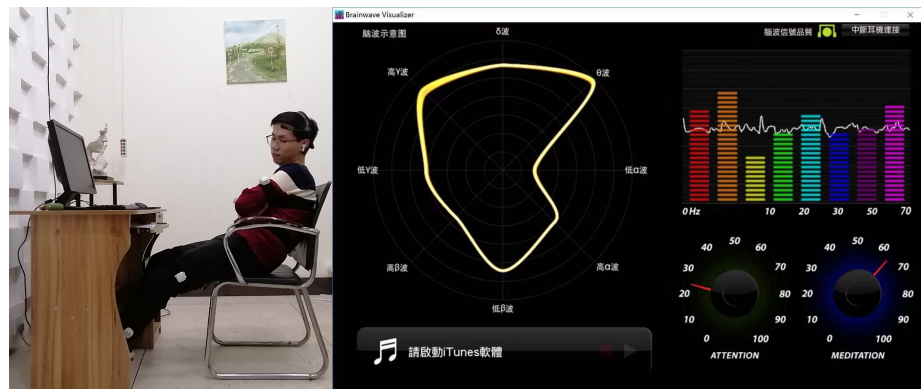 Brainwave Visualizer
脑波示意图
腦波信號品質
中斷耳機連接
δ波
θ波
低α波
高α波
低β波
高β波
低γ波
高γ波
0 Hz 10 20 30 50 70
0 10 20 30 40 50 60 70 80 90 100
ATTENTION
0 10 20 30 40 50 60 70 80 90 100
MEDITATION
請啟動iTunes軟體